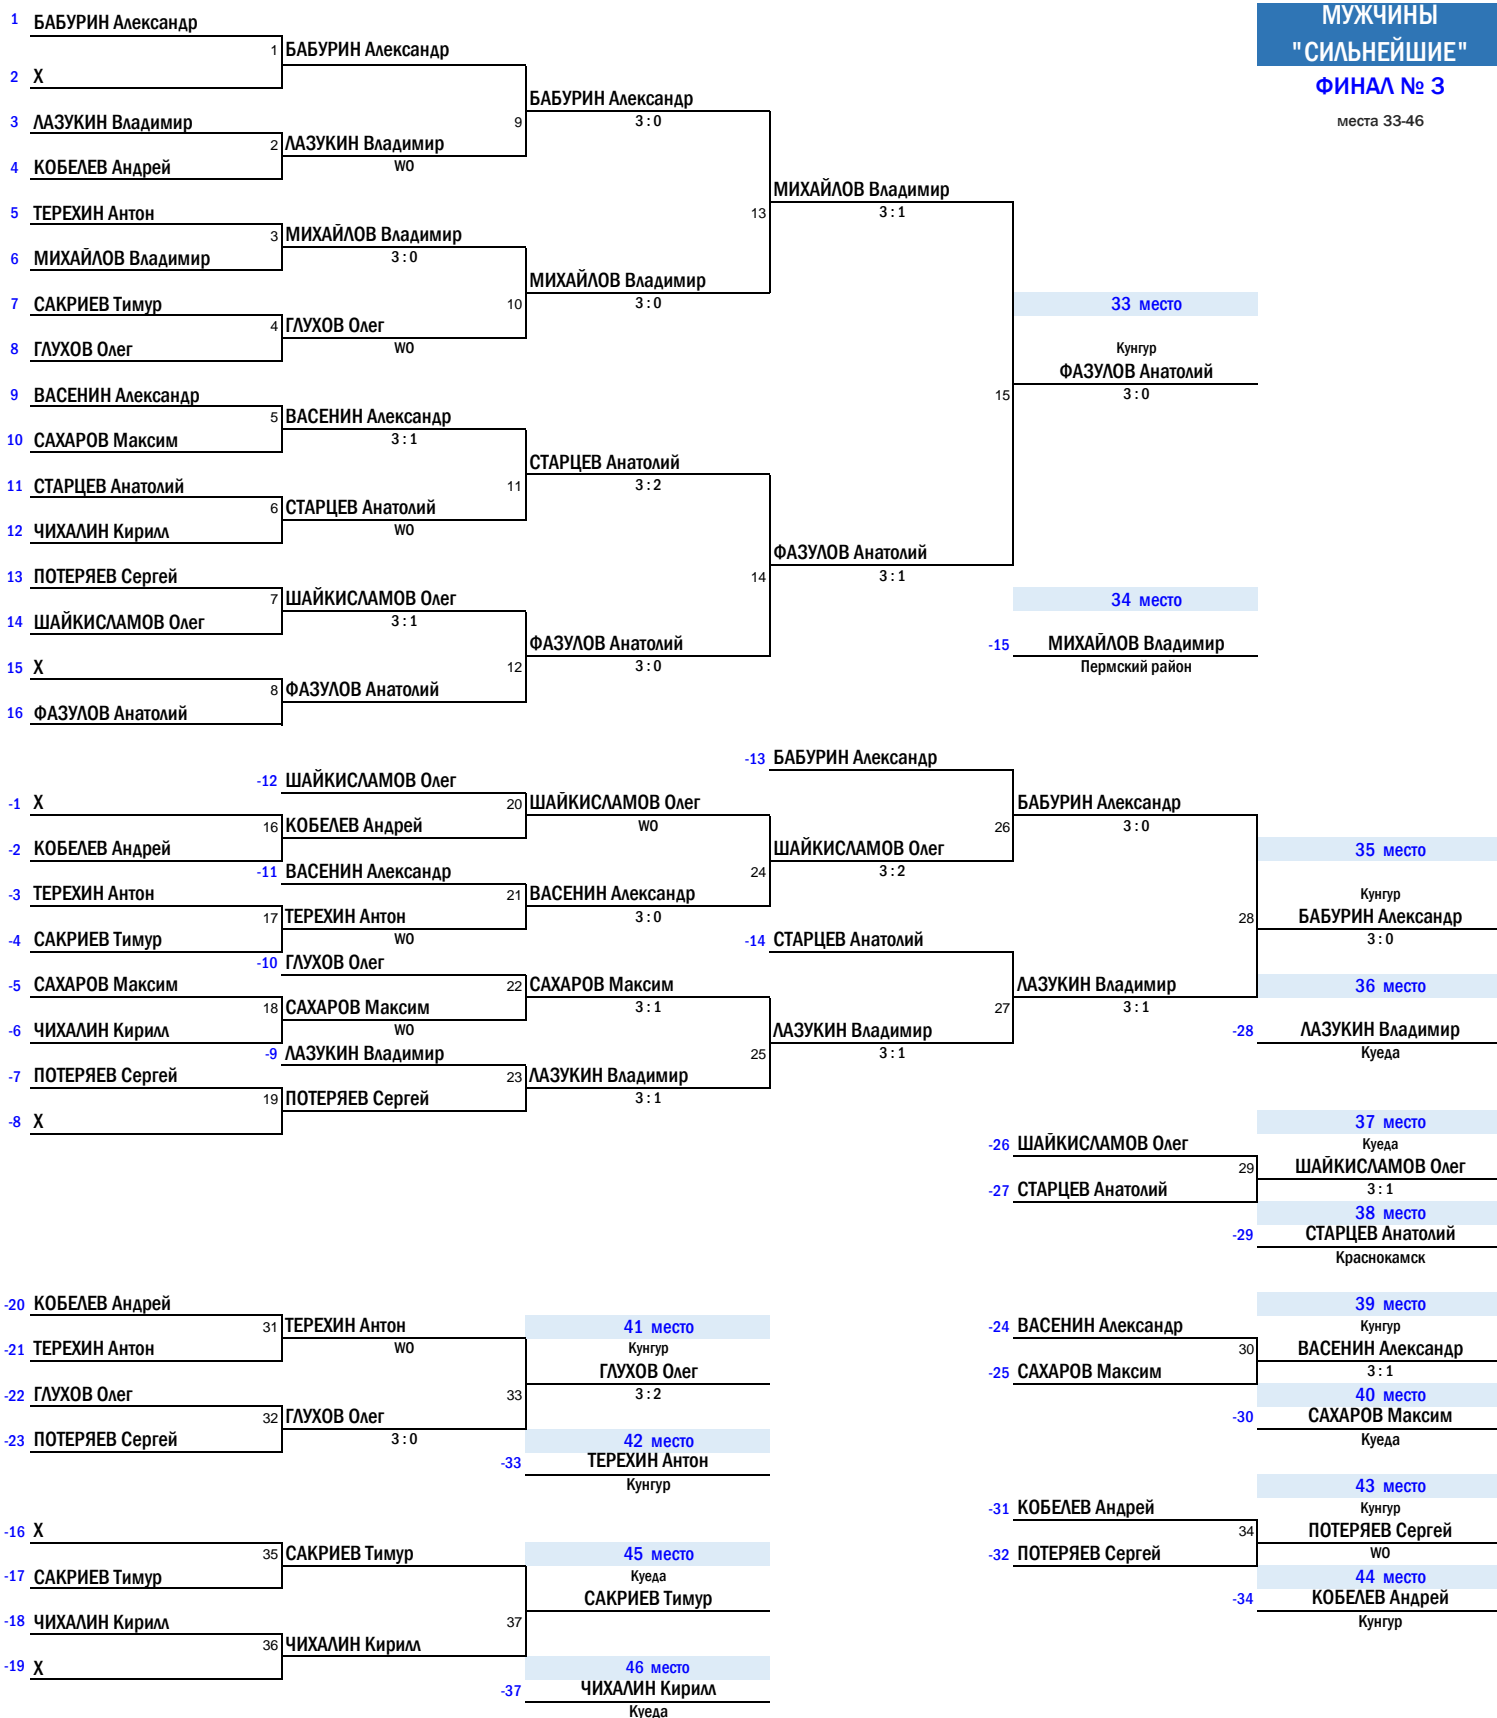 МУЖЧИНЫ
"СИЛЬНЕЙШИЕ"
ФИНАЛ № 3
места 33-46
1 БАБУРИН Александр
1 БАБУРИН Александр
2 X
БАБУРИН Александр
3 ЛАЗУКИН Владимир
9 3 : 0
2 ЛАЗУКИН Владимир
4 КОБЕЛЕВ Андрей
WO
МИХАЙЛОВ Владимир
5 ТЕРЕХИН Антон
13 3 : 1
3 МИХАЙЛОВ Владимир
6 МИХАЙЛОВ Владимир
3 : 0
МИХАЙЛОВ Владимир
7 САКРИЕВ Тимур
10 3 : 0
33 место
4 ГЛУХОВ Олег
8 ГЛУХОВ Олег
WO
Кунгур
ФАЗУЛОВ Анатолий
9 ВАСЕНИН Александр
15 3 : 0
5 ВАСЕНИН Александр
10 САХАРОВ Максим
3 : 1
СТАРЦЕВ Анатолий
11 СТАРЦЕВ Анатолий
11 3 : 2
6 СТАРЦЕВ Анатолий
12 ЧИХАЛИН Кирилл
WO
ФАЗУЛОВ Анатолий
13 ПОТЕРЯЕВ Сергей
14 3 : 1
7 ШАЙКИСЛАМОВ Олег
34 место
14 ШАЙКИСЛАМОВ Олег
3 : 1
ФАЗУЛОВ Анатолий
-15 МИХАЙЛОВ Владимир
15 X
12 3 : 0
Пермский район
8 ФАЗУЛОВ Анатолий
16 ФАЗУЛОВ Анатолий
-13 БАБУРИН Александр
-12 ШАЙКИСЛАМОВ Олег
-1 X
20 ШАЙКИСЛАМОВ Олег
БАБУРИН Александр
16 КОБЕЛЕВ Андрей
WO
26 3 : 0
-2 КОБЕЛЕВ Андрей
ШАЙКИСЛАМОВ Олег
35 место
-11 ВАСЕНИН Александр
24 3 : 2
-3 ТЕРЕХИН Антон
21 ВАСЕНИН Александр
Кунгур
17 ТЕРЕХИН Антон
3 : 0
28 БАБУРИН Александр
-4 САКРИЕВ Тимур
WO
-14 СТАРЦЕВ Анатолий
3 : 0
-10 ГЛУХОВ Олег
-5 САХАРОВ Максим
22 САХАРОВ Максим
ЛАЗУКИН Владимир
36 место
18 САХАРОВ Максим
3 : 1
27 3 : 1
-6 ЧИХАЛИН Кирилл
WO
ЛАЗУКИН Владимир
-28 ЛАЗУКИН Владимир
-9 ЛАЗУКИН Владимир
25 3 : 1
Куеда
-7 ПОТЕРЯЕВ Сергей
23 ЛАЗУКИН Владимир
19 ПОТЕРЯЕВ Сергей
3 : 1
-8 X
37 место
-26 ШАЙКИСЛАМОВ Олег
Куеда
29 ШАЙКИСЛАМОВ Олег
-27 СТАРЦЕВ Анатолий
3 : 1
38 место
-29 СТАРЦЕВ Анатолий
Краснокамск
-20 КОБЕЛЕВ Андрей
39 место
31 ТЕРЕХИН Антон
41 место
-24 ВАСЕНИН Александр
Кунгур
-21 ТЕРЕХИН Антон
WO
Кунгур
30 ВАСЕНИН Александр
ГЛУХОВ Олег
-25 САХАРОВ Максим
3 : 1
-22 ГЛУХОВ Олег
33 3 : 2
40 место
32 ГЛУХОВ Олег
-30 САХАРОВ Максим
-23 ПОТЕРЯЕВ Сергей
3 : 0
42 место
Куеда
-33 ТЕРЕХИН Антон
Кунгур
43 место
-31 КОБЕЛЕВ Андрей
Кунгур
-16 X
34 ПОТЕРЯЕВ Сергей
35 САКРИЕВ Тимур
45 место
-32 ПОТЕРЯЕВ Сергей
WO
-17 САКРИЕВ Тимур
Куеда
44 место
САКРИЕВ Тимур
-34 КОБЕЛЕВ Андрей
-18 ЧИХАЛИН Кирилл
37
Кунгур
36 ЧИХАЛИН Кирилл
-19 X
46 место
-37 ЧИХАЛИН Кирилл
Куеда